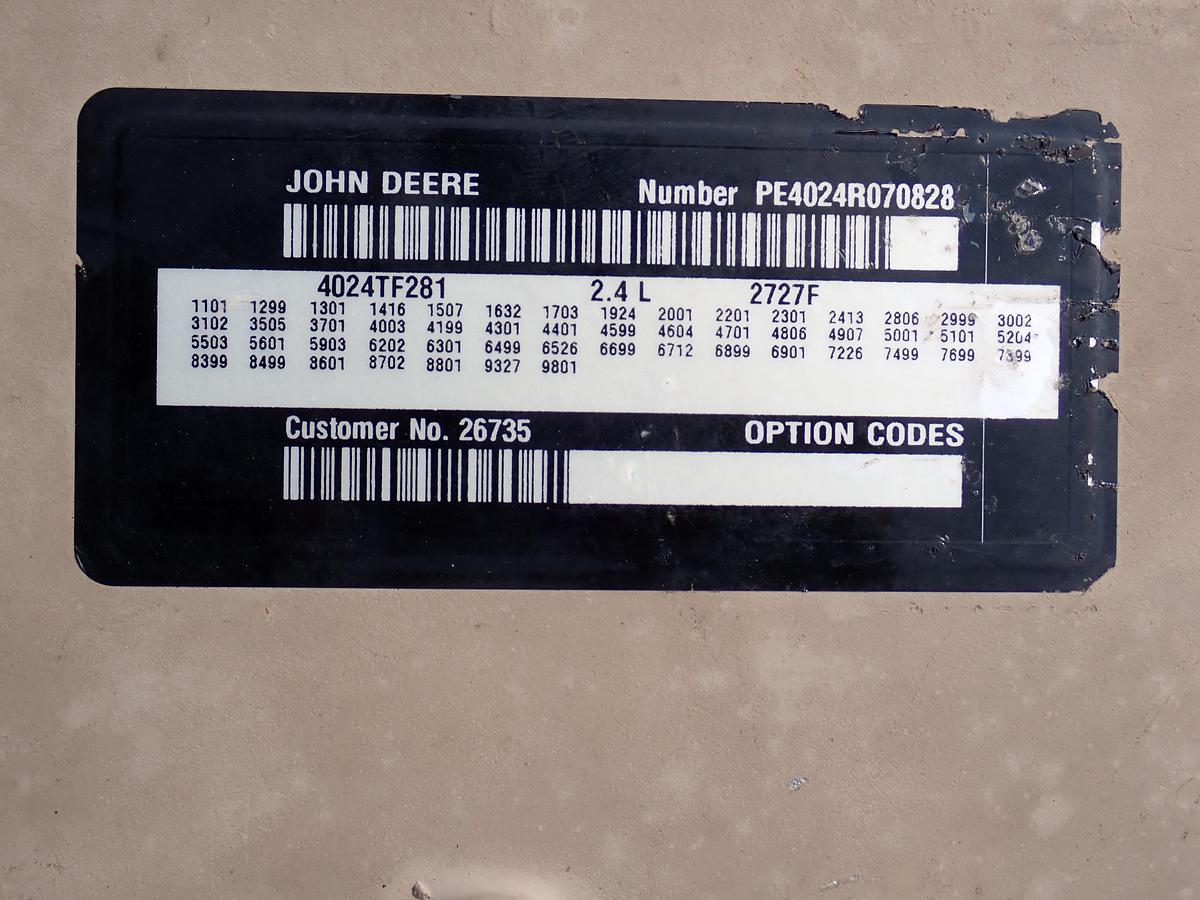 JOHN DEERE Number PE4024R070828
4024TF281 2.4 L 2727F
1101 1299 1301 1416 1507 1632 1703 1924 2001 2201 2301 2413 2806 2999 3002
3102 3505 3701 4003 4199 4301 4401 4599 4604 4701 4806 4907 5001 5101 5204
5503 5601 5903 6202 6301 6499 6526 6699 6712 6899 6901 7226 7499 7699
8399 8499 8601 8702 8801 9327 9801
Customer No. 26735 OPTION CODES